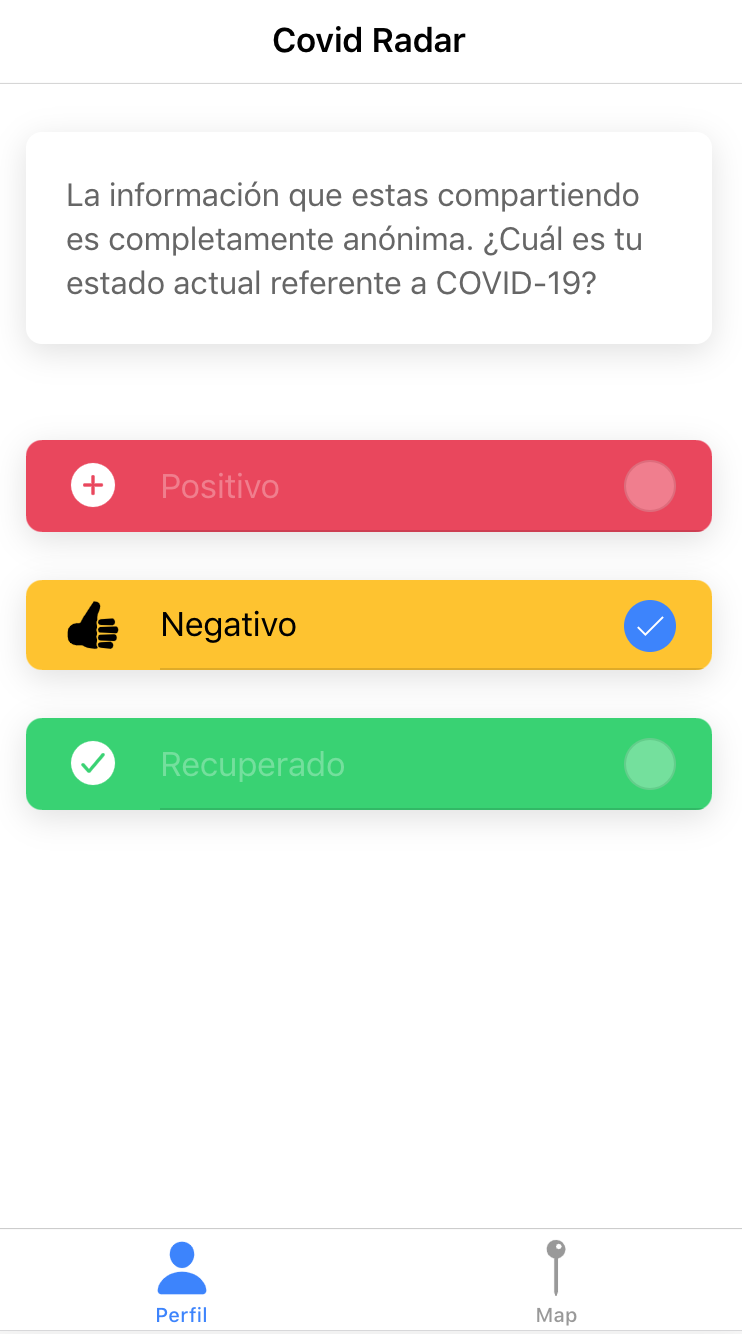 Covid Radar
La información que estas compartiendo
es completamente anónima. ¿Cuál es tu
estado actual referente a COVID-19?
Positivo
Negativo
Recuperado
Perfil
Map